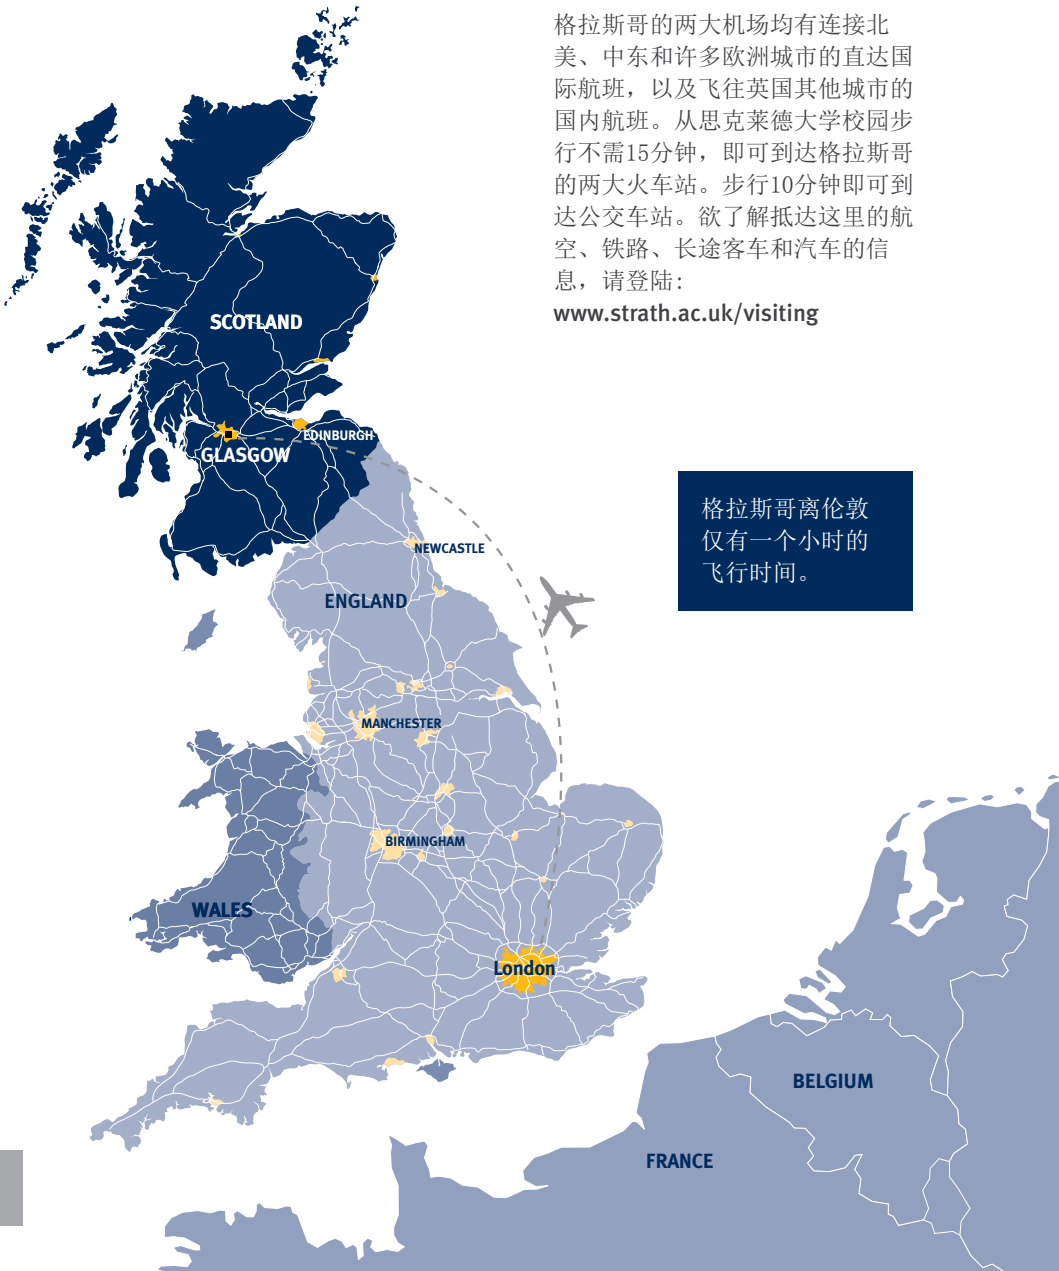 格拉斯哥的两大机场均有连接北
美、中东和许多欧洲城市的直达国
际航班，以及飞往英国其他城市的
国内航班。从思克莱德大学校园步
行不需15分钟，即可到达格拉斯哥
的两大火车站。步行10分钟即可到
达公交车站。欲了解抵达这里的航
空、铁路、长途客车和汽车的信
息，请登陆:
www.strath.ac.uk/visiting
SCOTLAND
EDINBURGH
GLASGOW
格拉斯哥离伦敦
仅有一个小时的
飞行时间。
NEWCASTLE
ENGLAND
MANCHESTER
BIRMINGHAM
WALES
London
BELGIUM
FRANCE